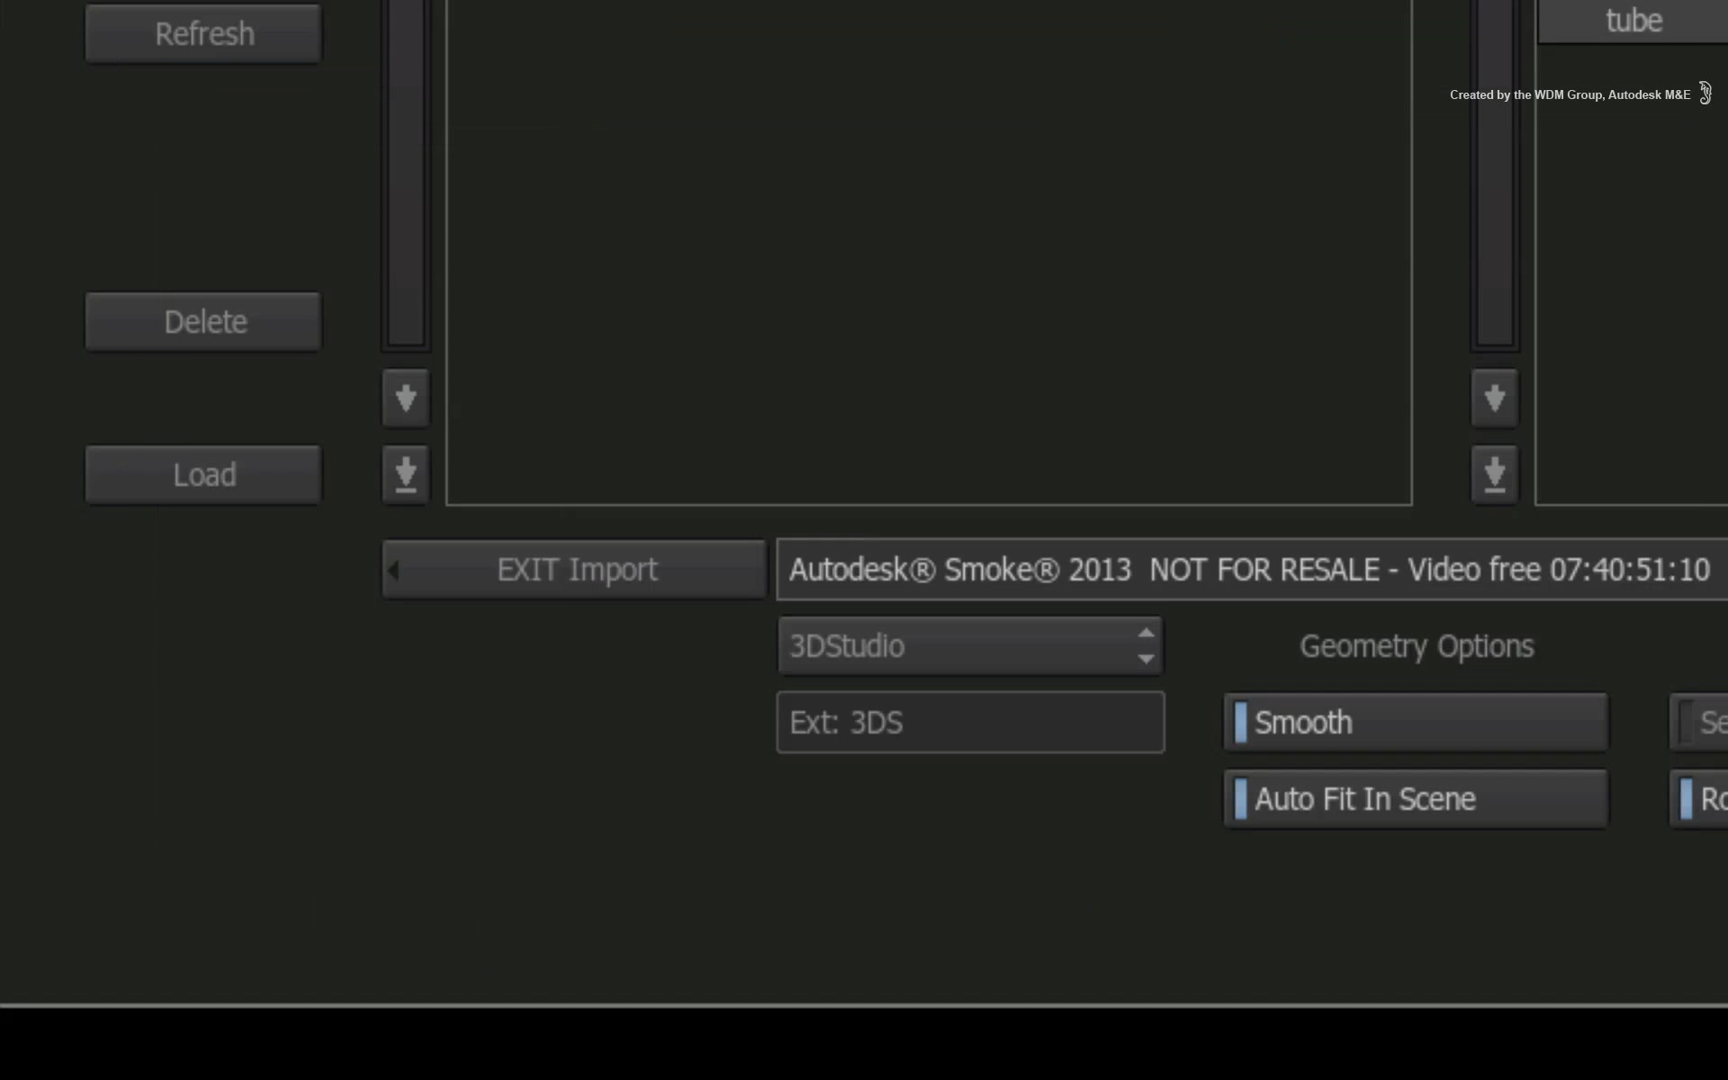 Refresh
tube
Created by the WDM Group, Autodesk M&E
Delete
Load
EXIT Import
Autodesk® Smoke® 2013 NOT FOR RESALE - Video free 07:40:51:10
3DStudio
Geometry Options
Ext: 3DS
Smooth
Auto Fit In Scene